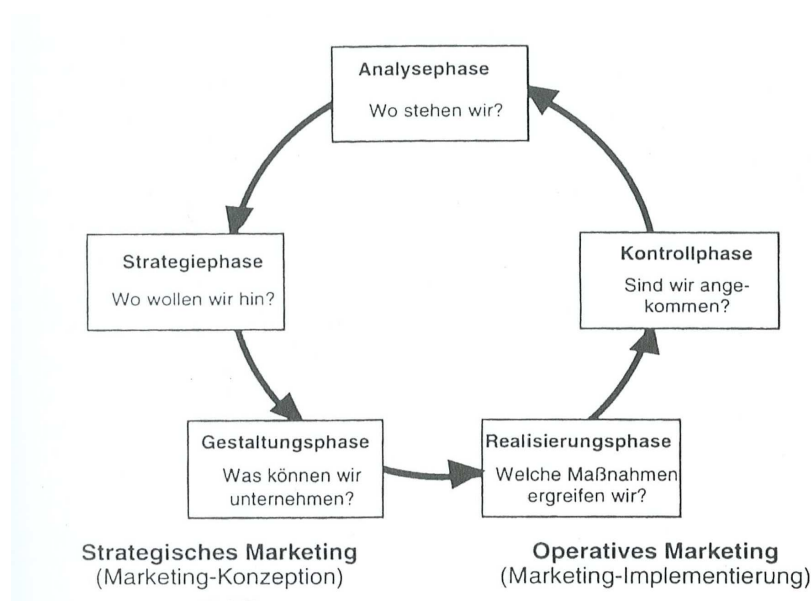 Analysephase
Wo stehen wir?
Strategiephase
Wo wollen wir hin?
Gestaltungsphase
Was können wir
unternehmen?
Realisierungsphase
Welche Maßnahmen
ergreifen wir?
Kontrollphase
Sind wir ange-
kommen?
Strategisches Marketing
(Marketing-Konzeption)
Operatives Marketing
(Marketing-Implementierung)